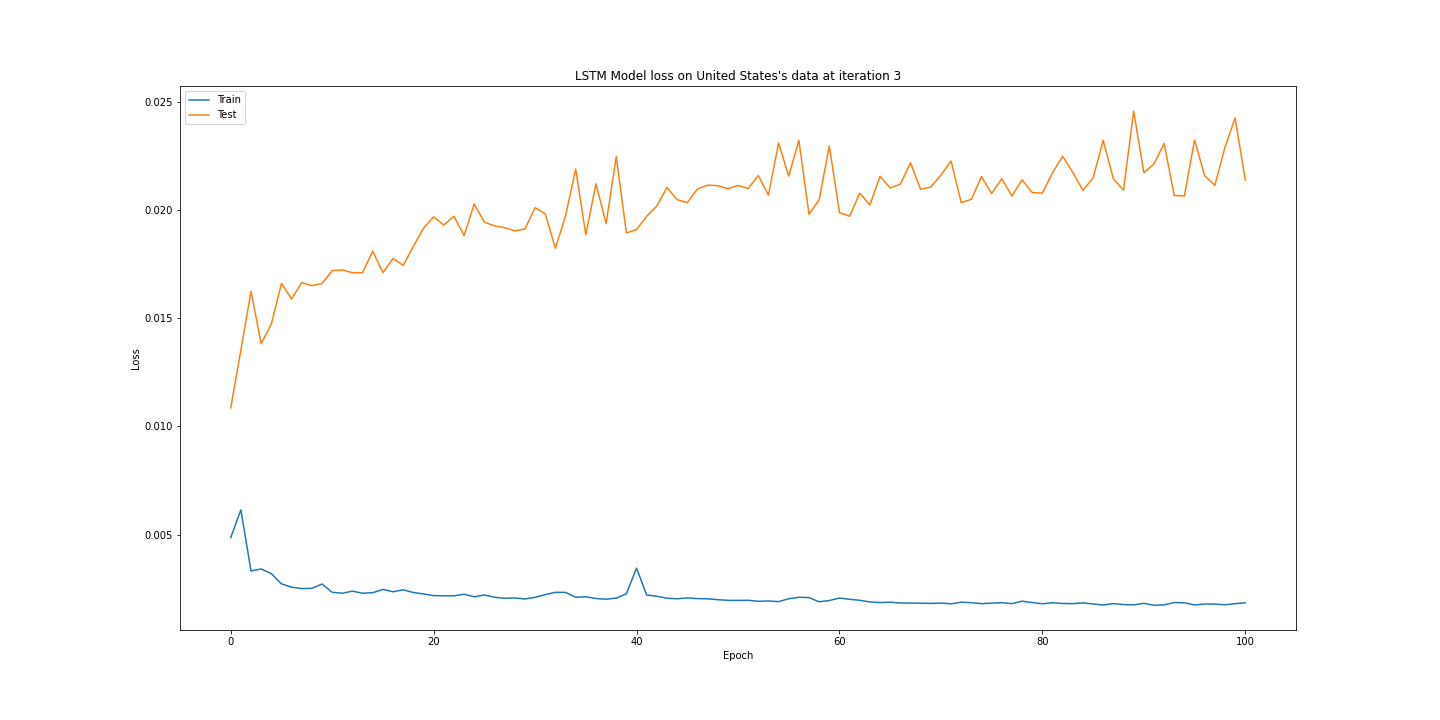 LSTM Model loss on United States's data at iteration 3
Train
Test
0.025
0.020
0.015
0.010
0.005
Loss
0 20 40 60 80 100
Epoch